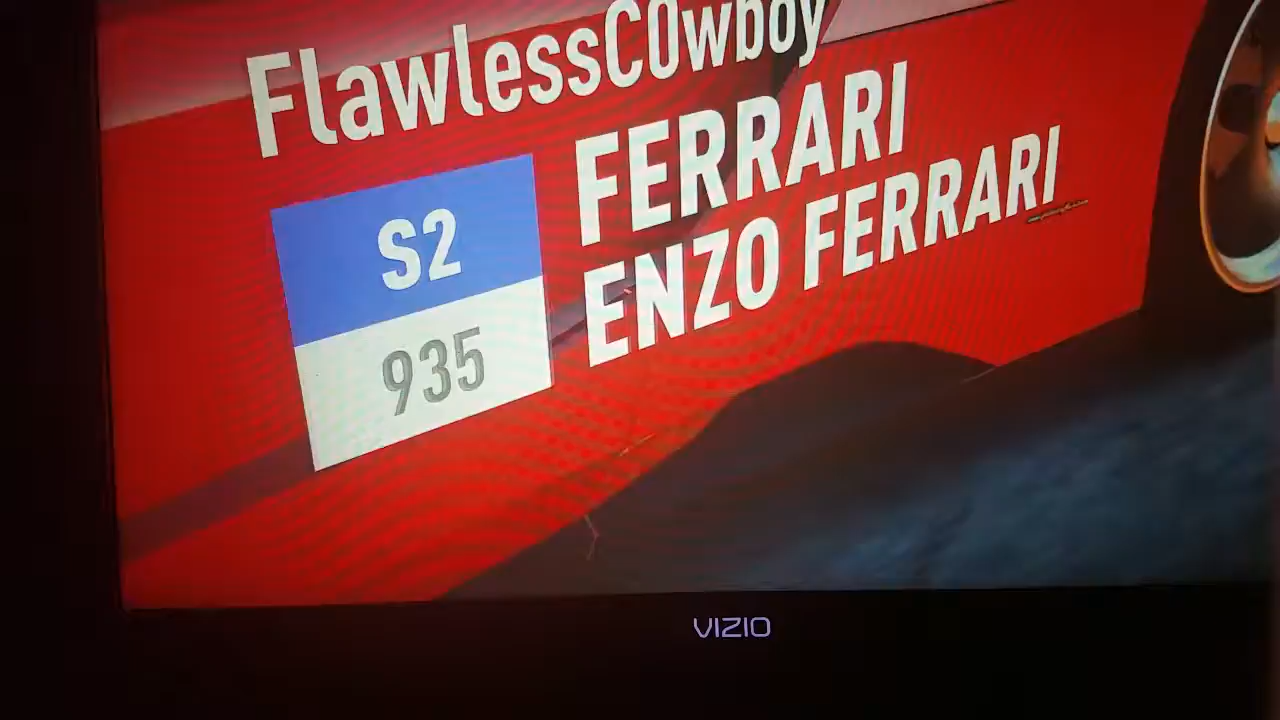 FlawlessC0wboy
S2
935
FERRARI
ENZO FERRARI
VIZIO